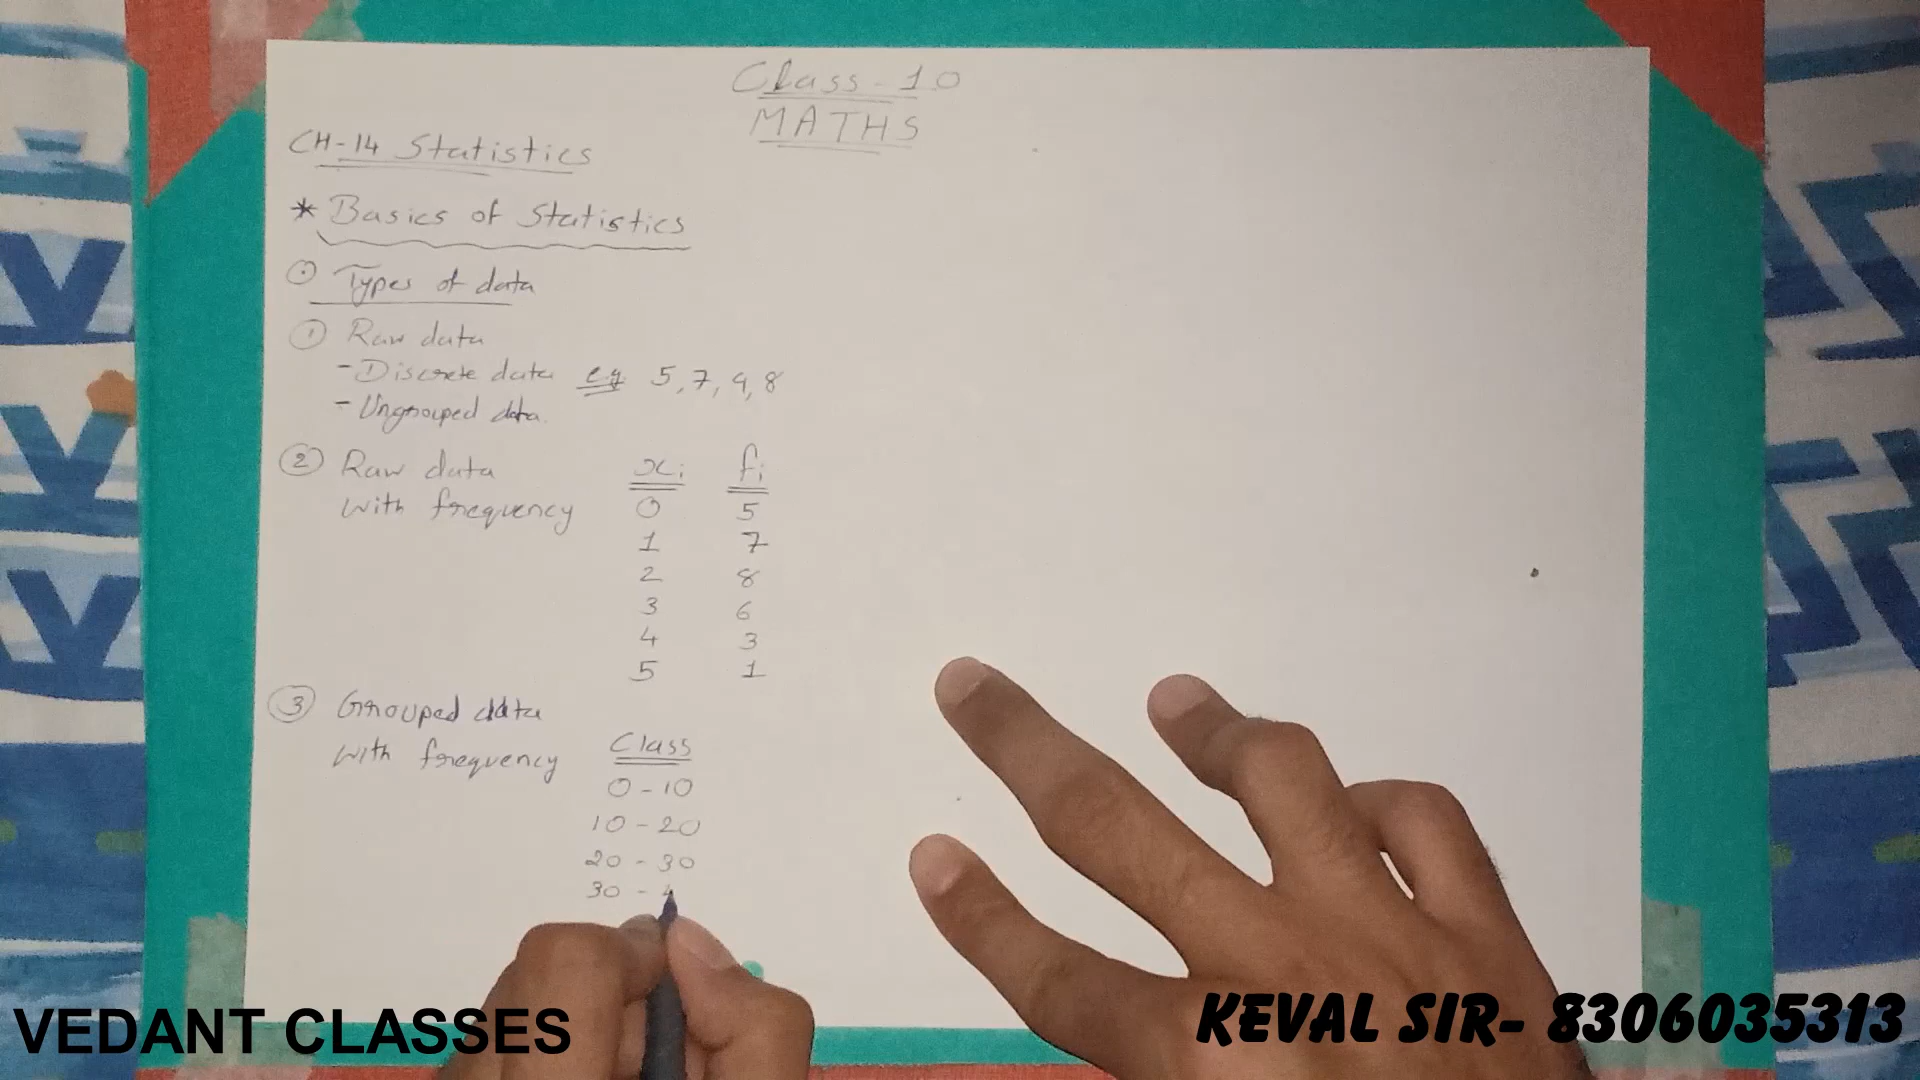 Class - 10
MATHS
CH-14 Statistics
* Basics of Statistics
Types of data
① Raw data
- Discrete data e.g. 5, 7, 9, 8
- Ungrouped data.
② Raw data
with frequency
xi fi
0 5
1 7
2 8
3 6
4 3
5 1
③ Grouped data
with frequency
Class
0 - 10
10 - 20
20 - 30
30 - 4
VEDANT CLASSES
KEVAL SIR- 8306035313